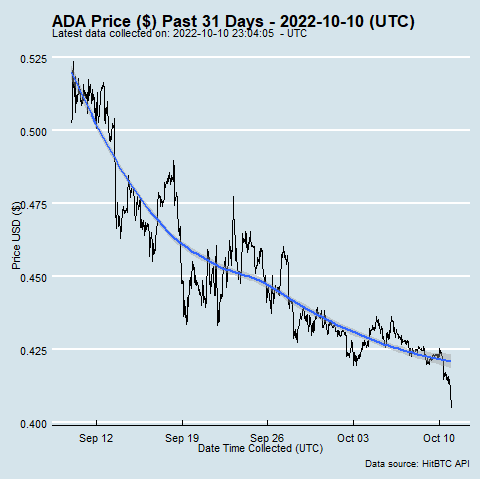 ADA Price ($) Past 31 Days - 2022-10-10 (UTC)
Latest data collected on: 2022-10-10 23:04:05 - UTC
0.525
0.500
0.475
0.450
0.425
0.400
Price USD ($)
Sep 12 Sep 19 Sep 26 Oct 03 Oct 10
Date Time Collected (UTC)
Data source: HitBTC API